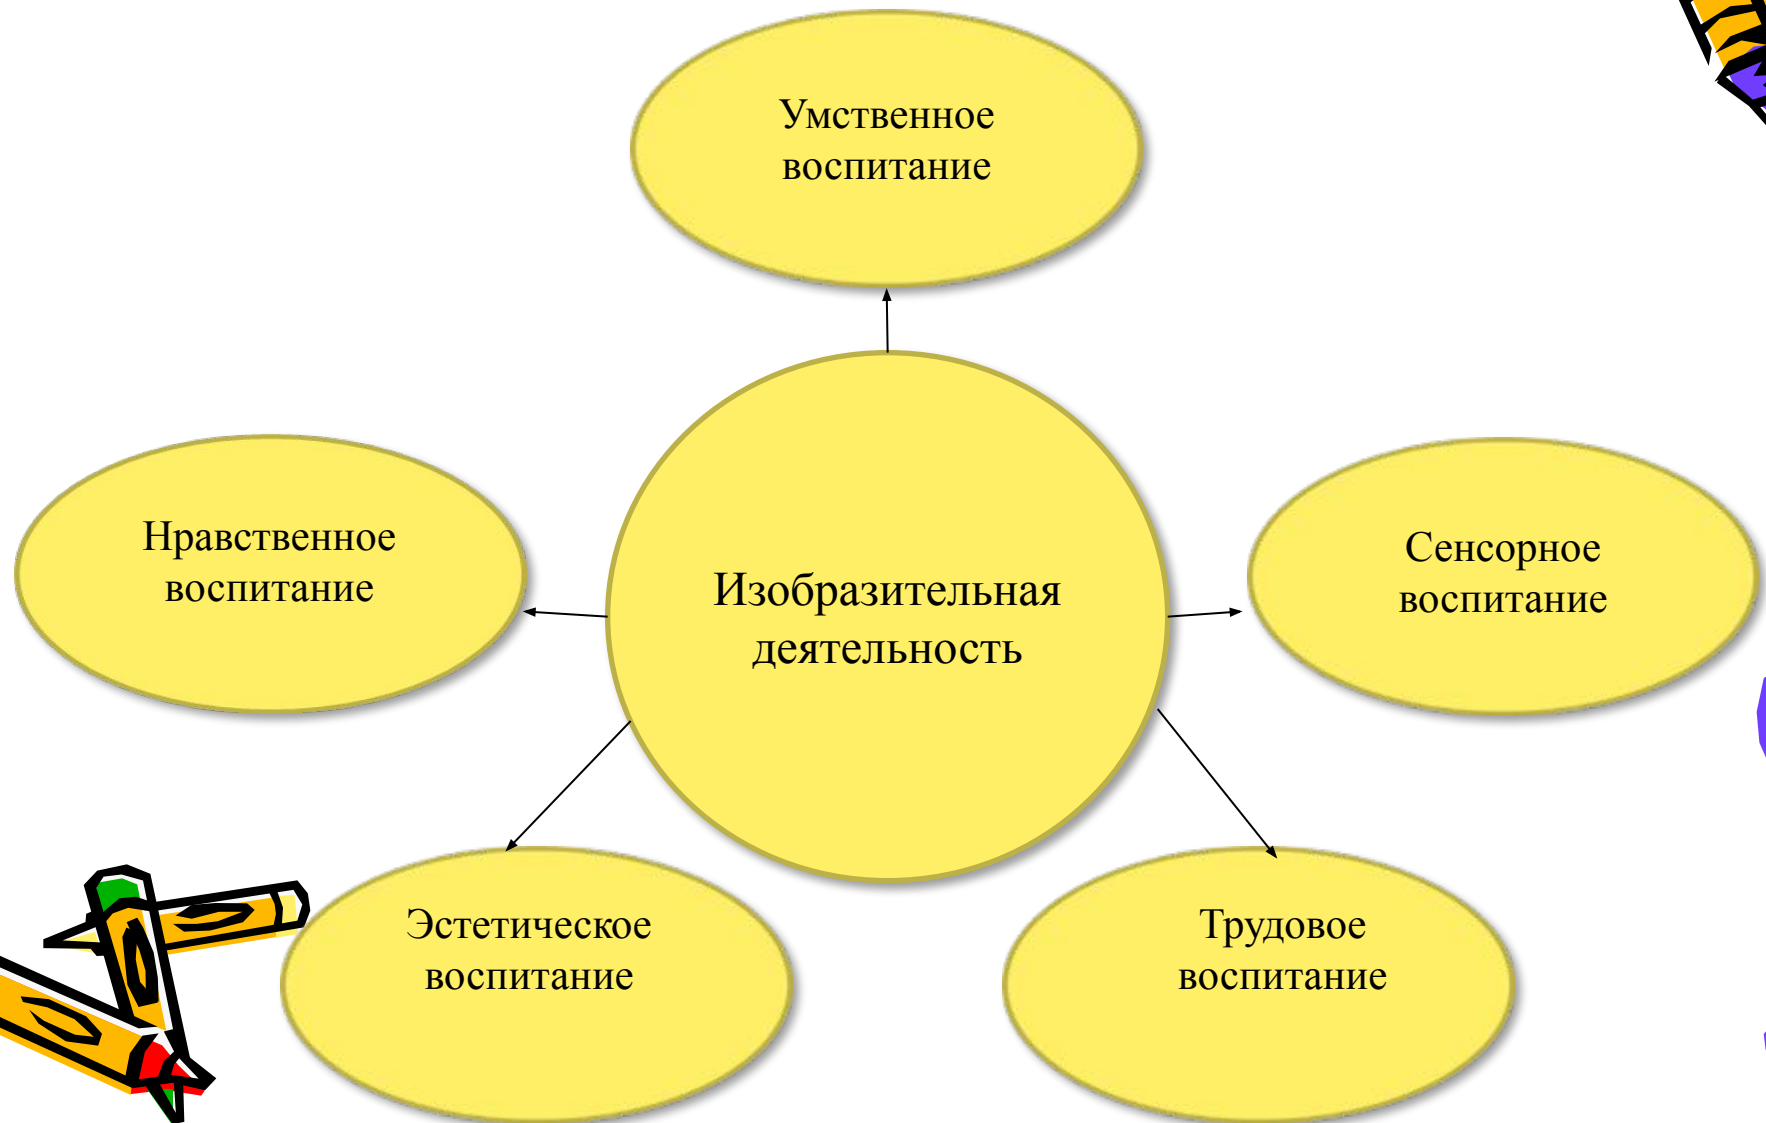 Умственное
воспитание
Нравственное
воспитание
Изобразительная
деятельность
Сенсорное
воспитание
Эстетическое
воспитание
Трудовое
воспитание